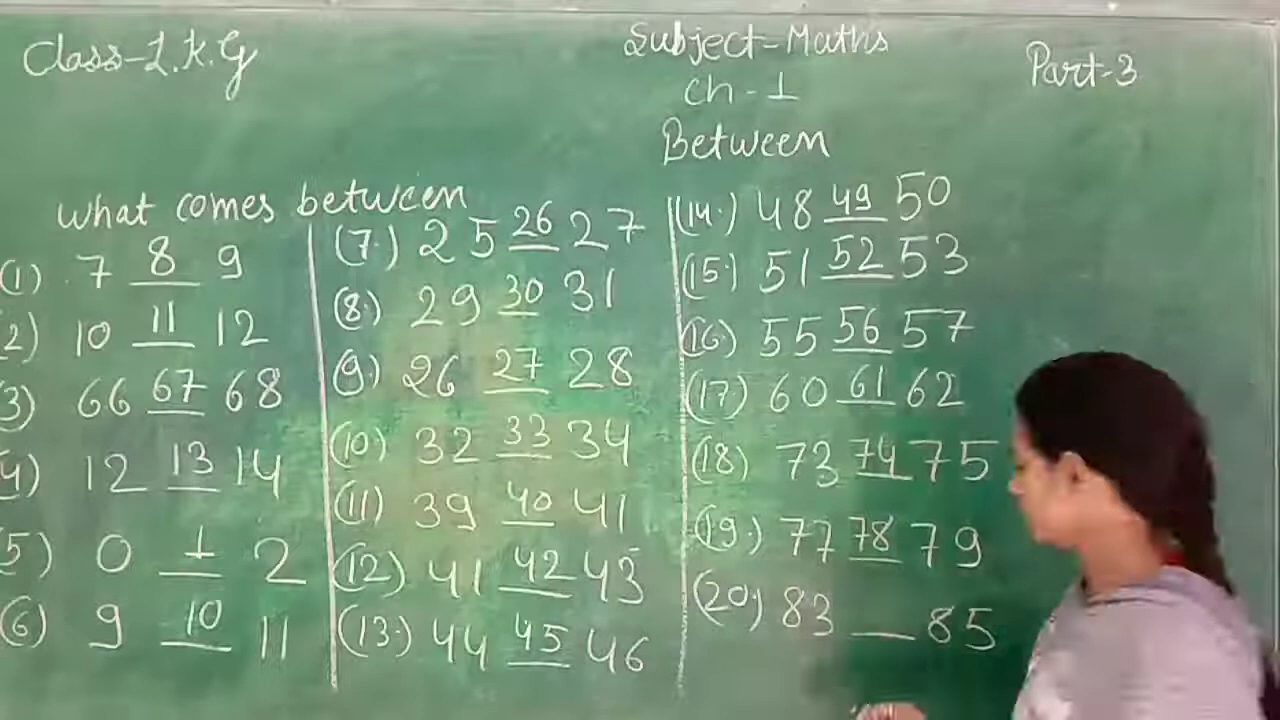 Class-L.K.G
Subject-Maths
Part-3
Ch-1
Between
What comes between
(1) 7 8 9
(2) 10 11 12
(3) 66 67 68
(4) 12 13 14
(5) 0 1 2
(6) 9 10 11
(7.) 25 26 27
(8.) 29 30 31
(9.) 26 27 28
(10) 32 33 34
(11) 39 40 41
(12) 41 42 43
(13.) 44 45 46
(14.) 48 49 50
(15.) 51 52 53
(16) 55 56 57
(17) 60 61 62
(18) 73 74 75
(19.) 77 78 79
(20.) 83 __ 85